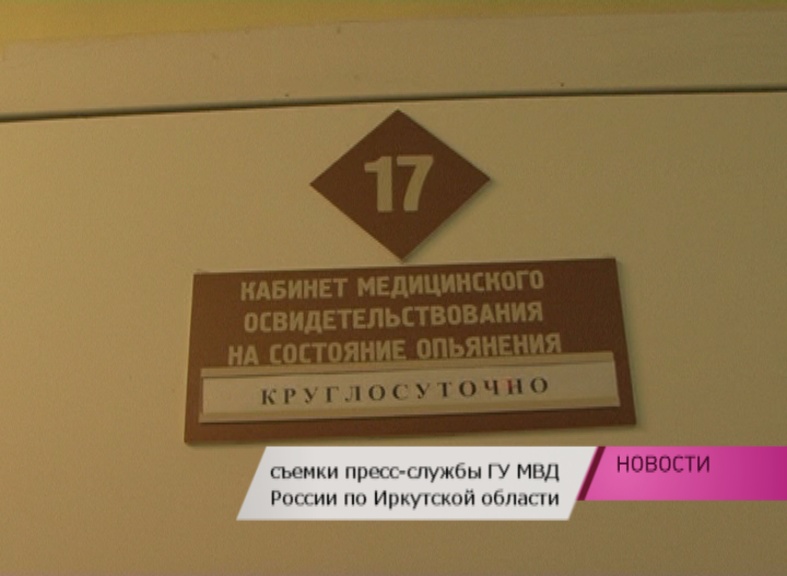 17
КАБИНЕТ МЕДИЦИНСКОГО
ОСВИДЕТЕЛЬСТВОВАНИЯ
НА СОСТОЯНИЕ ОПЬЯНЕНИЯ
КРУГЛОСУТОЧНО
съемки пресс-службы ГУ МВД
России по Иркутской области
НОВОСТИ